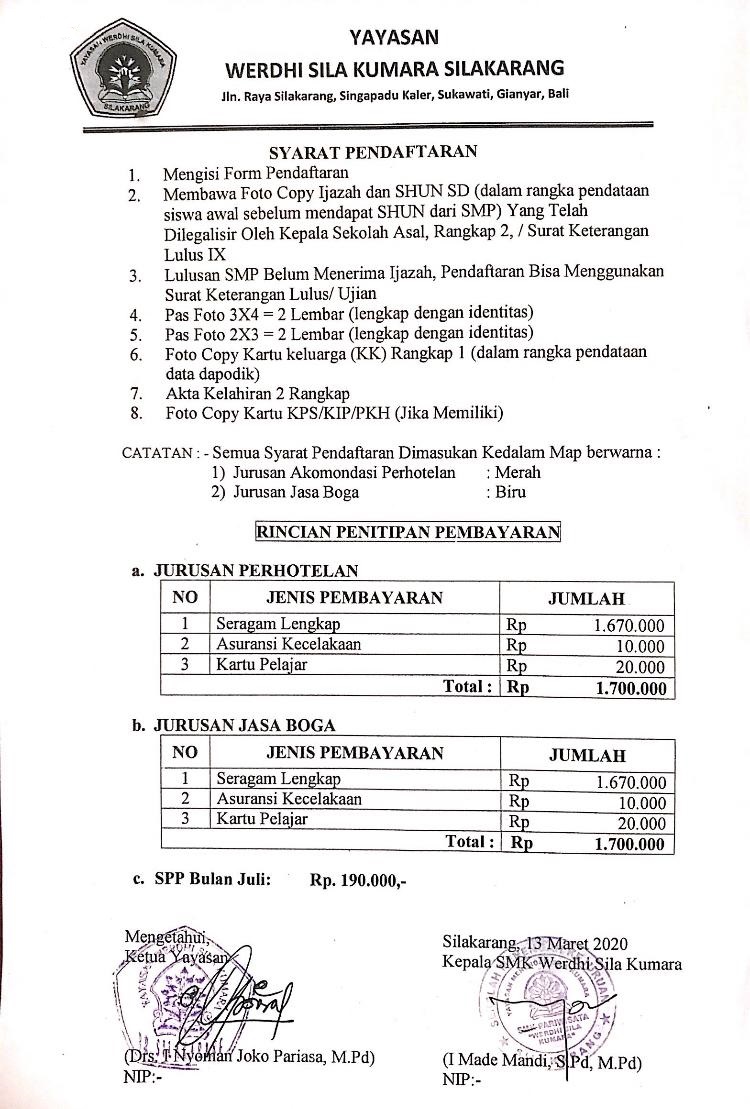 YAYASAN WERDHI SILA KUMARA
SILAKARANG
YAYASAN
WERDHI SILA KUMARA SILAKARANG
Jln. Raya Silakarang, Singapadu Kaler, Sukawati, Gianyar, Bali
SYARAT PENDAFTARAN
1. Mengisi Form Pendaftaran
2. Membawa Foto Copy Ijazah dan SHUN SD (dalam rangka pendataan
siswa awal sebelum mendapat SHUN dari SMP) Yang Telah
Dilegalisir Oleh Kepala Sekolah Asal, Rangkap 2, / Surat Keterangan
Lulus IX
3. Lulusan SMP Belum Menerima Ijazah, Pendaftaran Bisa Menggunakan
Surat Keterangan Lulus/ Ujian
4. Pas Foto 3X4 = 2 Lembar (lengkap dengan identitas)
5. Pas Foto 2X3 = 2 Lembar (lengkap dengan identitas)
6. Foto Copy Kartu keluarga (KK) Rangkap 1 (dalam rangka pendataan
data dapodik)
7. Akta Kelahiran 2 Rangkap
8. Foto Copy Kartu KPS/KIP/PKH (Jika Memiliki)
CATATAN : - Semua Syarat Pendaftaran Dimasukan Kedalam Map berwarna :
1) Jurusan Akomondasi Perhotelan : Merah
2) Jurusan Jasa Boga : Biru
RINCIAN PENITIPAN PEMBAYARAN
a. JURUSAN PERHOTELAN
NO JENIS PEMBAYARAN JUMLAH
1 Seragam Lengkap Rp 1.670.000
2 Asuransi Kecelakaan Rp 10.000
3 Kartu Pelajar Rp 20.000
Total : Rp 1.700.000
b. JURUSAN JASA BOGA
NO JENIS PEMBAYARAN JUMLAH
1 Seragam Lengkap Rp 1.670.000
2 Asuransi Kecelakaan Rp 10.000
3 Kartu Pelajar Rp 20.000
Total : Rp 1.700.000
c. SPP Bulan Juli: Rp. 190.000,-
Mengetahui,
Ketua Yayasan
(Drs. I Nyoman Joko Pariasa, M.Pd)
NIP:-
Silakarang, 13 Maret 2020
Kepala SMK Werdhi Sila Kumara
SMK PARIWISATA
"WERDHI SILA
KUMARA"
(I Made Mandi, S.Pd, M.Pd)
NIP:-